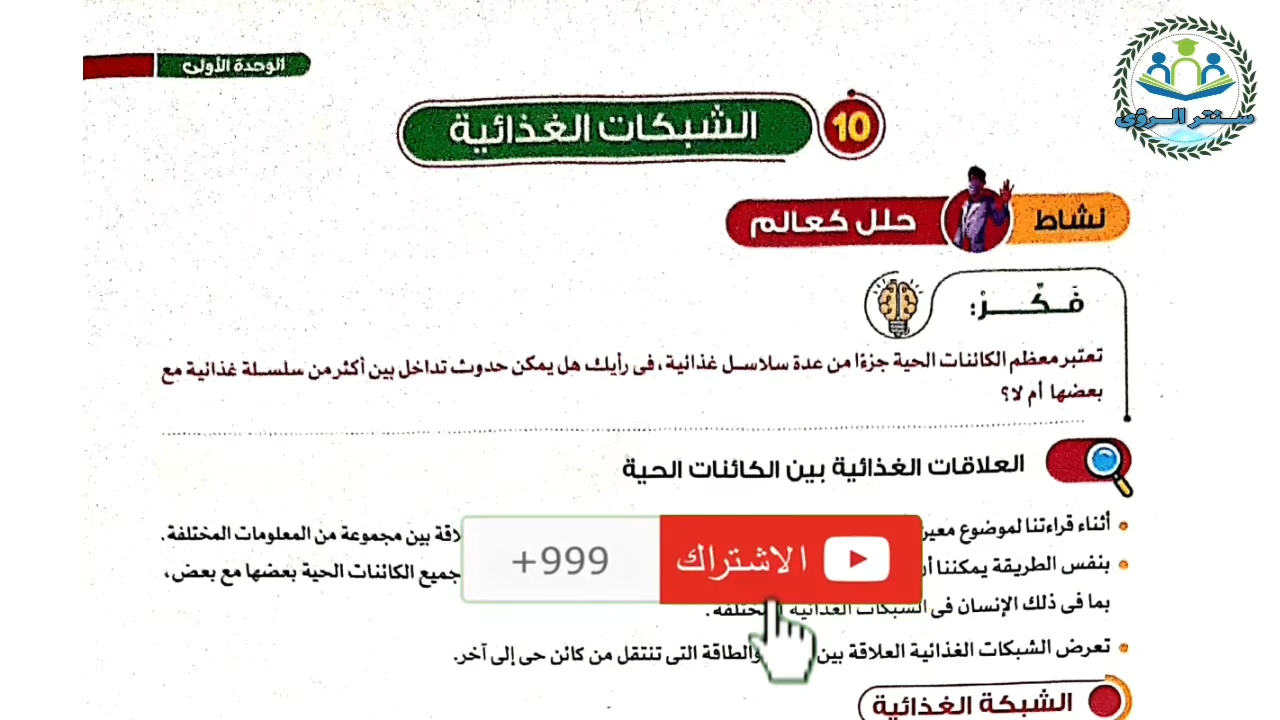 الوحدة الأولى
سنتر الرؤى
10 الشبكات الغذائية
نشاط حلل كعالم
فَكِّرْ:
تعتبر معظم الكائنات الحية جزءًا من عدة سلاسل غذائية، فى رأيك هل يمكن حدوث تداخل بين أكثر من سلسلة غذائية مع
بعضها أم لا؟
العلاقات الغذائية بين الكائنات الحية
أثناء قراءتنا لموضوع بين مجموعة من المعلومات المختلفة.
بنفس الطريقة يمكننا جميع الكائنات الحية بعضها مع بعض،
+999 الاشتراك
بما فى ذلك الإنسان فى الشبكات الغذائية المختلفة.
تعرض الشبكات الغذائية العلاقة بين والطاقة التى تنتقل من كائن حى إلى آخر.
الشبكة الغذائية